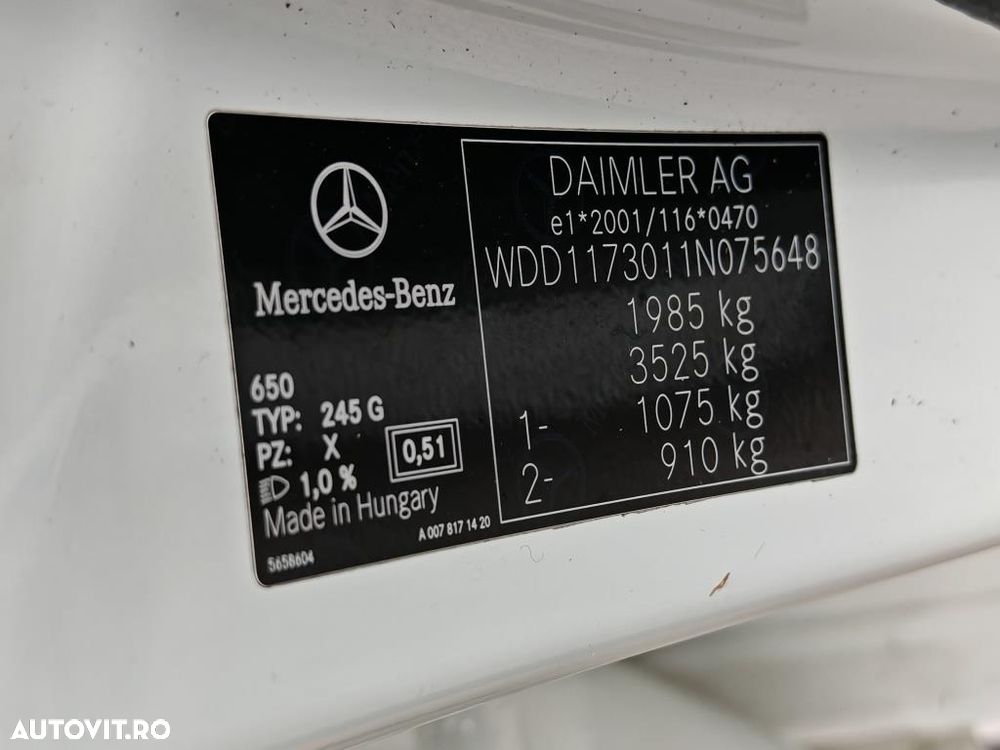 Mercedes-Benz
650
TYP: 245 G
PZ: X
0,51
1,0 %
Made in Hungary
A 007 817 14 20
5658604
DAIMLER AG
e1*2001/116*0470
WDD1173011N075648
1985 kg
3525 kg
1- 1075 kg
2- 910 kg
AUTOVIT.RO